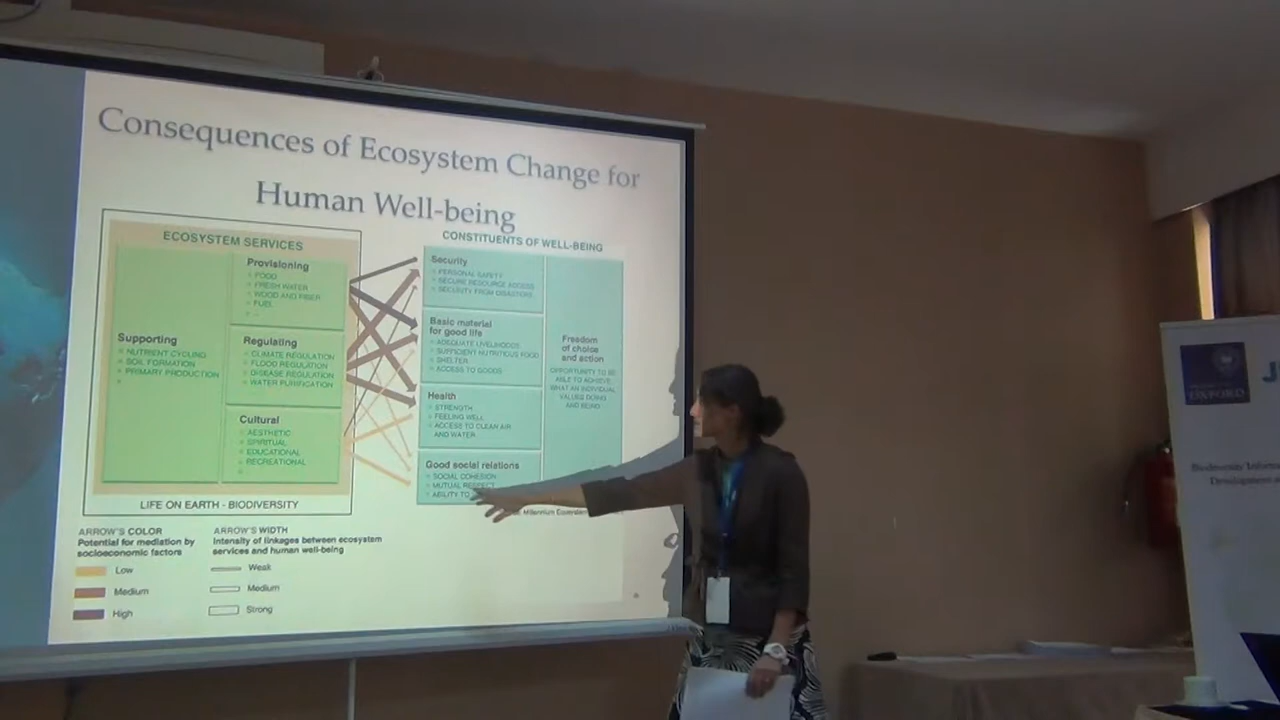 Consequences of Ecosystem Change for
Human Well-being
ECOSYSTEM SERVICES
Supporting
NUTRIENT CYCLING
SOIL FORMATION
PRIMARY PRODUCTION
Provisioning
FOOD
FRESH WATER
WOOD AND FIBER
FUEL
...
Regulating
CLIMATE REGULATION
FLOOD REGULATION
DISEASE REGULATION
WATER PURIFICATION
Cultural
AESTHETIC
SPIRITUAL
EDUCATIONAL
RECREATIONAL
LIFE ON EARTH - BIODIVERSITY
CONSTITUENTS OF WELL-BEING
Security
PERSONAL SAFETY
SECURE RESOURCE ACCESS
SECURITY FROM DISASTERS
Basic material
for good life
ADEQUATE LIVELIHOODS
SUFFICIENT NUTRITIOUS FOOD
SHELTER
ACCESS TO GOODS
Health
STRENGTH
FEELING WELL
ACCESS TO CLEAN AIR
AND WATER
Good social relations
SOCIAL COHESION
MUTUAL RESPECT
ABILITY TO
Freedom
of choice
and action
OPPORTUNITY TO BE
ABLE TO ACHIEVE
WHAT AN INDIVIDUAL
VALUES DOING
AND BEING
Millennium
ARROW'S COLOR
Potential for mediation by
socioeconomic factors
Low
Medium
High
ARROW'S WIDTH
Intensity of linkages between ecosystem
services and human well-being
Weak
Medium
Strong
OXFORD
Biodiversity
Development